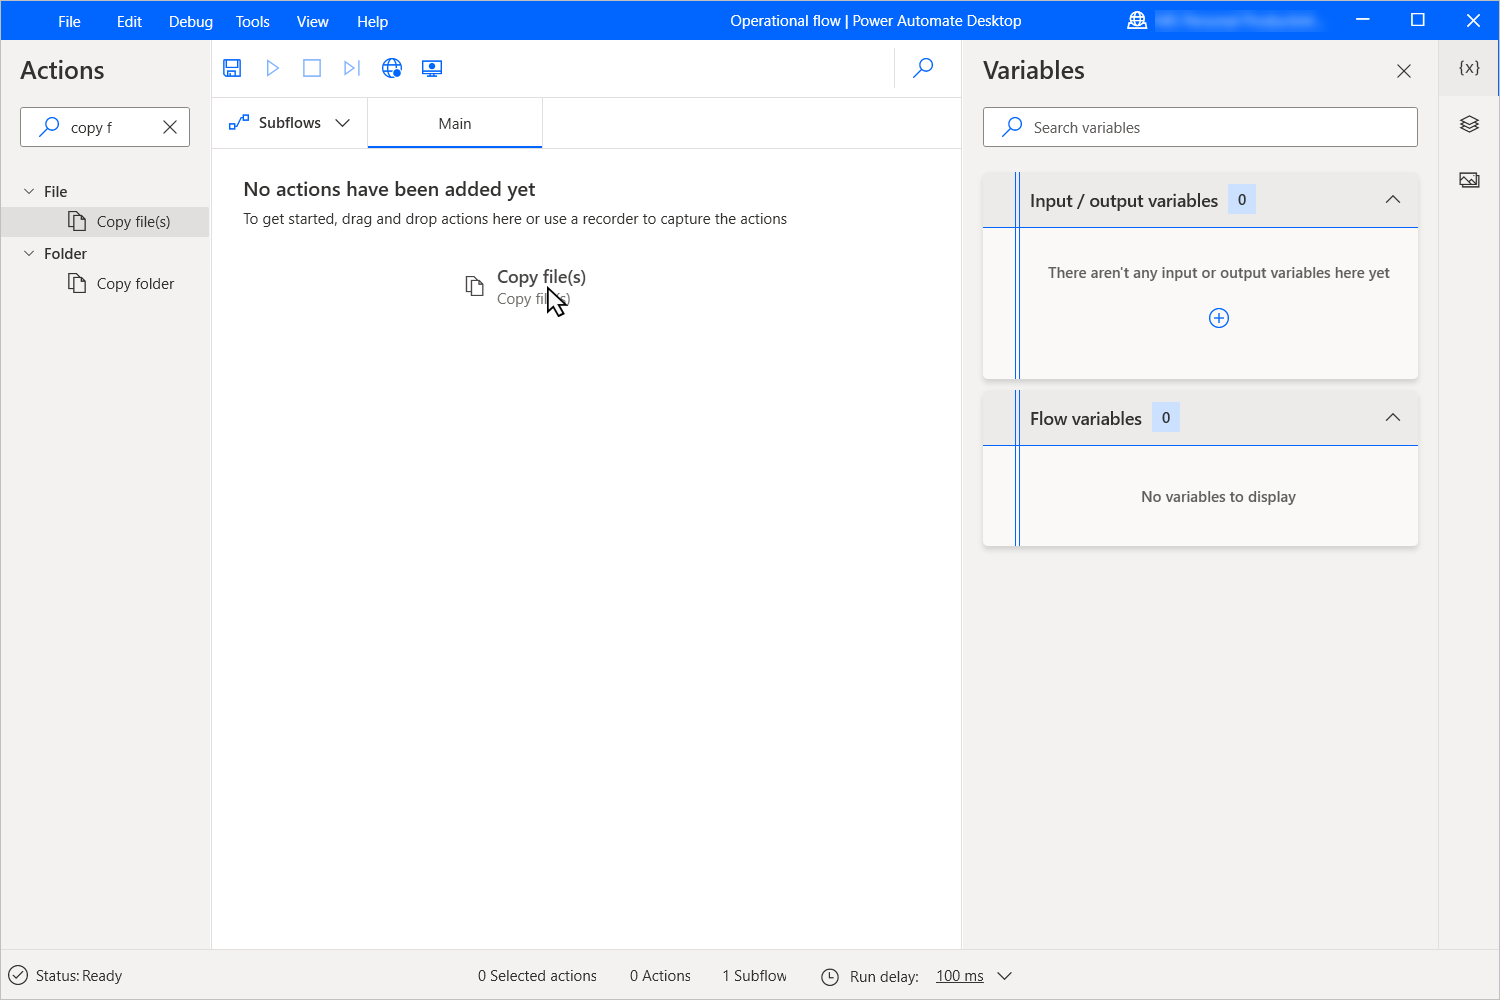 File Edit Debug Tools View Help Operational flow | Power Automate Desktop
Actions
copy f
File
Copy file(s)
Folder
Copy folder
Subflows
Main
No actions have been added yet
To get started, drag and drop actions here or use a recorder to capture the actions
Copy file(s)
Copy file(s)
Variables
Search variables
Input / output variables 0
There aren't any input or output variables here yet
Flow variables 0
No variables to display
{x}
Status: Ready 0 Selected actions 0 Actions 1 Subflow Run delay: 100 ms